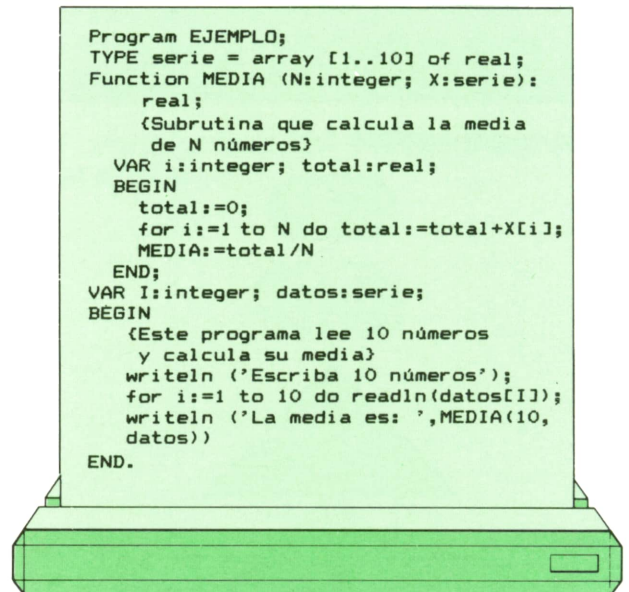 Program EJEMPLO;
TYPE serie = array [1..10] of real;
Function MEDIA (N:integer; X:serie):
real;
{Subrutina que calcula la media
de N números}
VAR i:integer; total:real;
BEGIN
total:=0;
for i:=1 to N do total:=total+X[i];
MEDIA:=total/N
END;
VAR I:integer; datos:serie;
BEGIN
{Este programa lee 10 números
y calcula su media}
writeln ('Escriba 10 números');
for i:=1 to 10 do readln(datos[I]);
writeln ('La media es: ',MEDIA(10,
datos))
END.